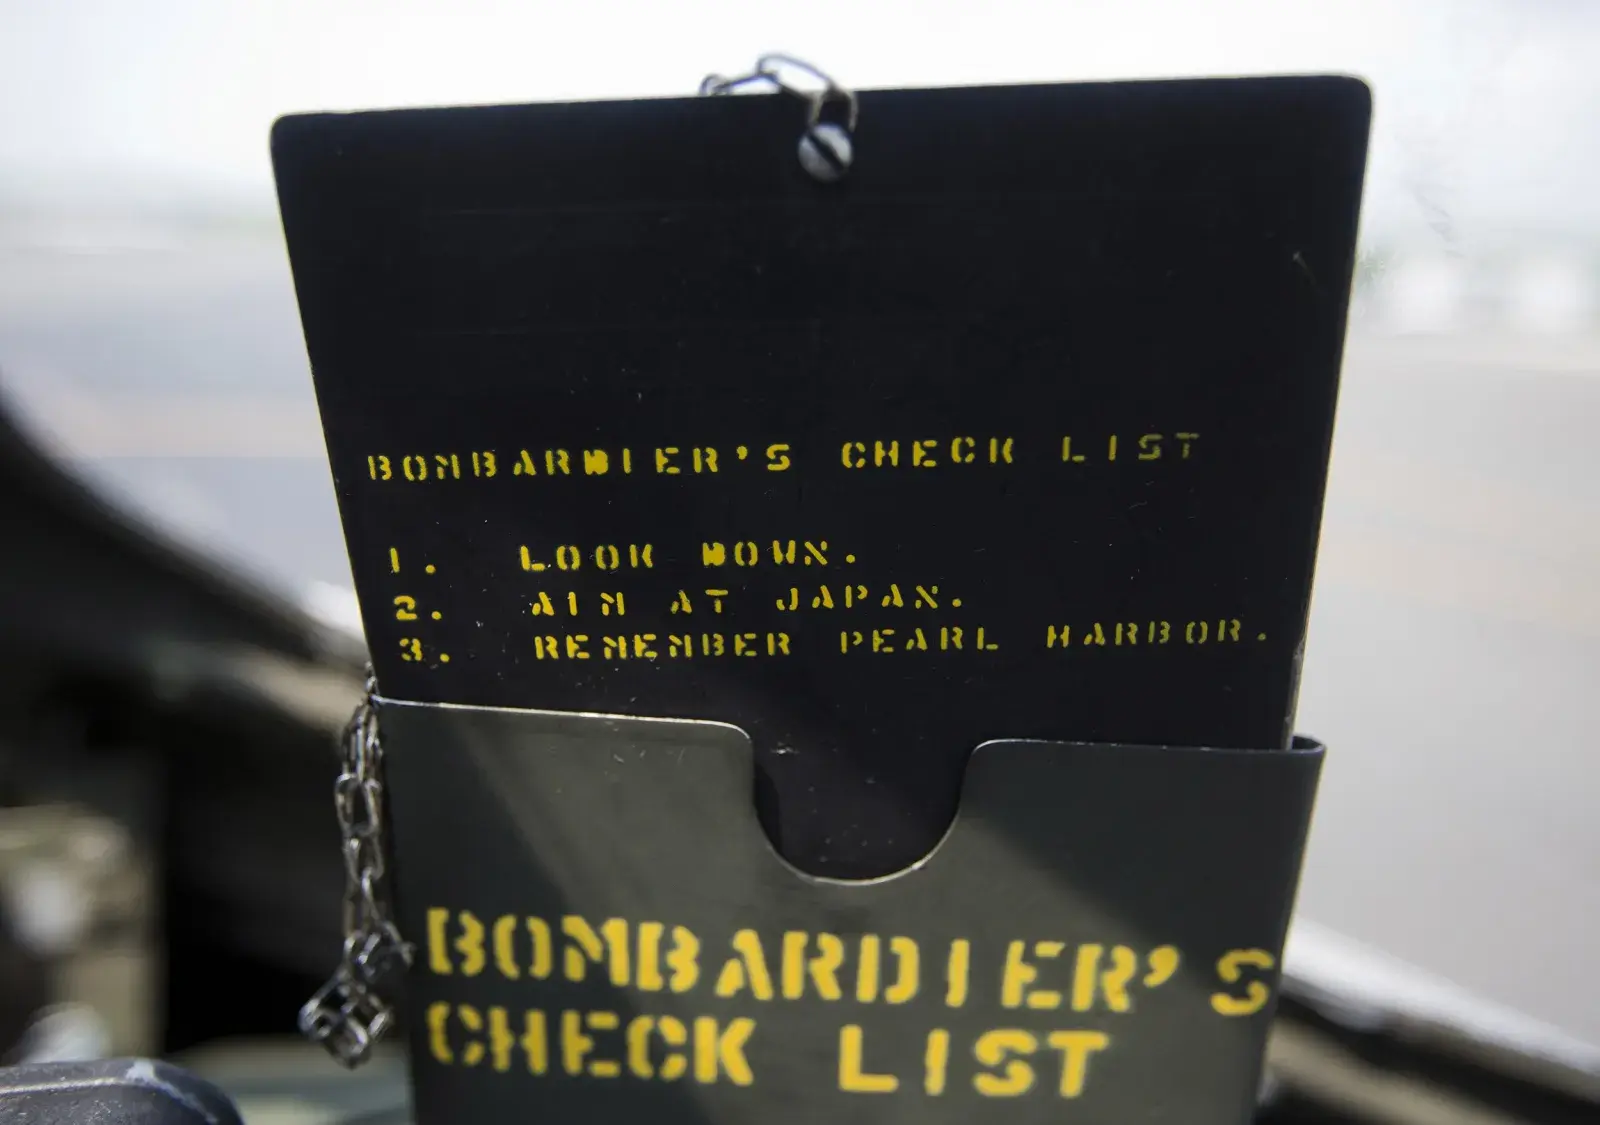 BOMBARDIER'S CHECK LIST
1. LOOK DOWN.
2. AIM AT JAPAN.
3. REMEMBER PEARL HARBOR.
BOMBARDIER'S
CHECK LIST